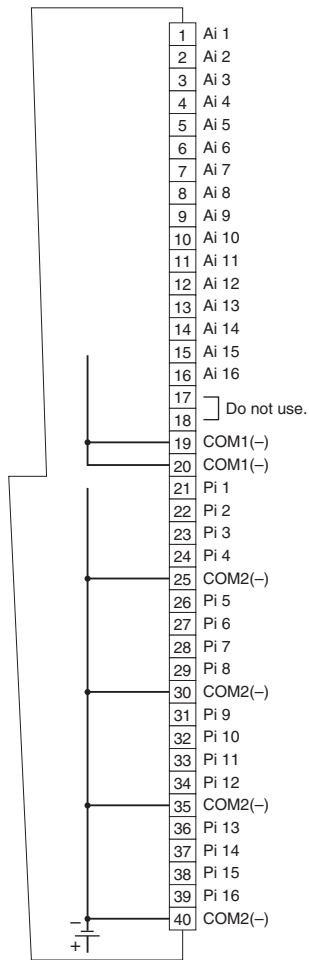 1 Ai 1
2 Ai 2
3 Ai 3
4 Ai 4
5 Ai 5
6 Ai 6
7 Ai 7
8 Ai 8
9 Ai 9
10 Ai 10
11 Ai 11
12 Ai 12
13 Ai 13
14 Ai 14
15 Ai 15
16 Ai 16
17
Do not use.
18
19 COM1(–)
20 COM1(–)
21 Pi 1
22 Pi 2
23 Pi 3
24 Pi 4
25 COM2(–)
26 Pi 5
27 Pi 6
28 Pi 7
29 Pi 8
30 COM2(–)
31 Pi 9
32 Pi 10
33 Pi 11
34 Pi 12
35 COM2(–)
36 Pi 13
37 Pi 14
38 Pi 15
39 Pi 16
– 40 COM2(–)
+